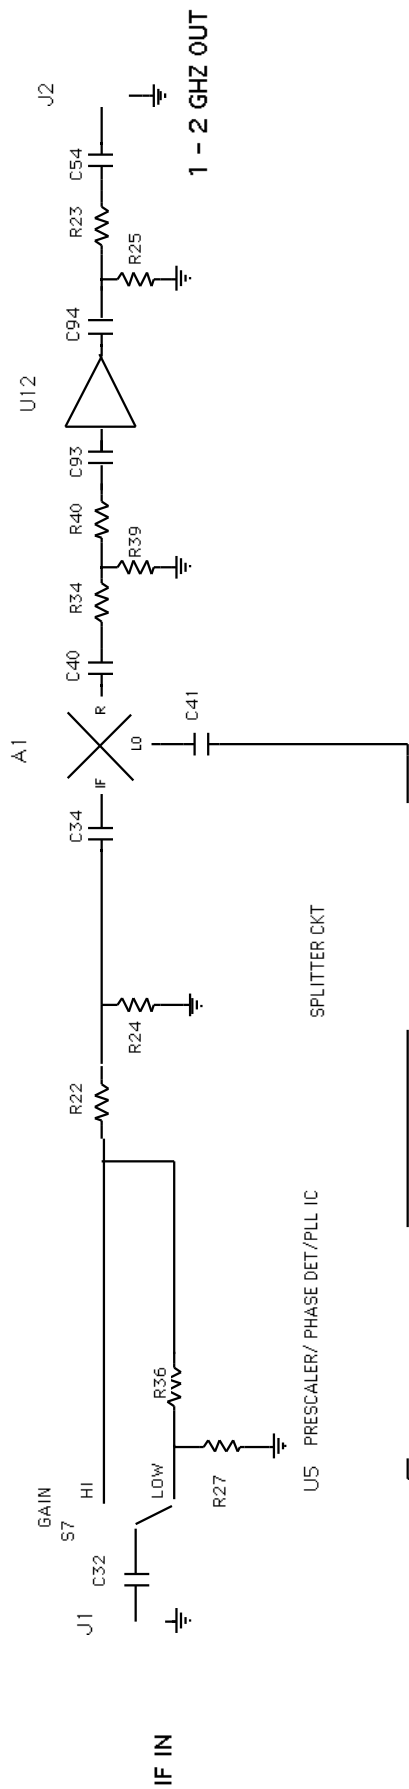 IF IN
J1
C32
GAIN
S7
HI
LOW
R27
R36
U5 PRESCALER/ PHASE DET/PLL IC
R22
R24
SPLITTER CKT
C34
A1
IF
R
LO
C41
C40
R34
R39
R40
C93
U12
C94
R25
R23
C54
J2
1 - 2 GHZ OUT